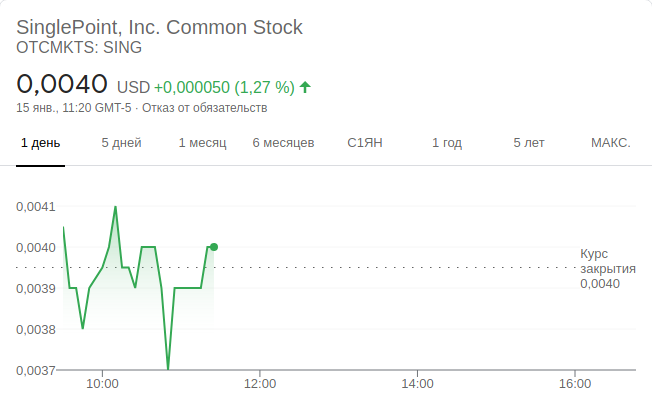 SinglePoint, Inc. Common Stock
OTCMKTS: SING
0,0040 USD +0,000050 (1,27 %)
15 янв., 11:20 GMT-5 · Отказ от обязательств
1 день 5 дней 1 месяц 6 месяцев С1ЯН 1 год 5 лет МАКС.
0,0041
0,0040
0,0039
0,0038
0,0037
Курс
закрытия
0,0040
10:00 12:00 14:00 16:00